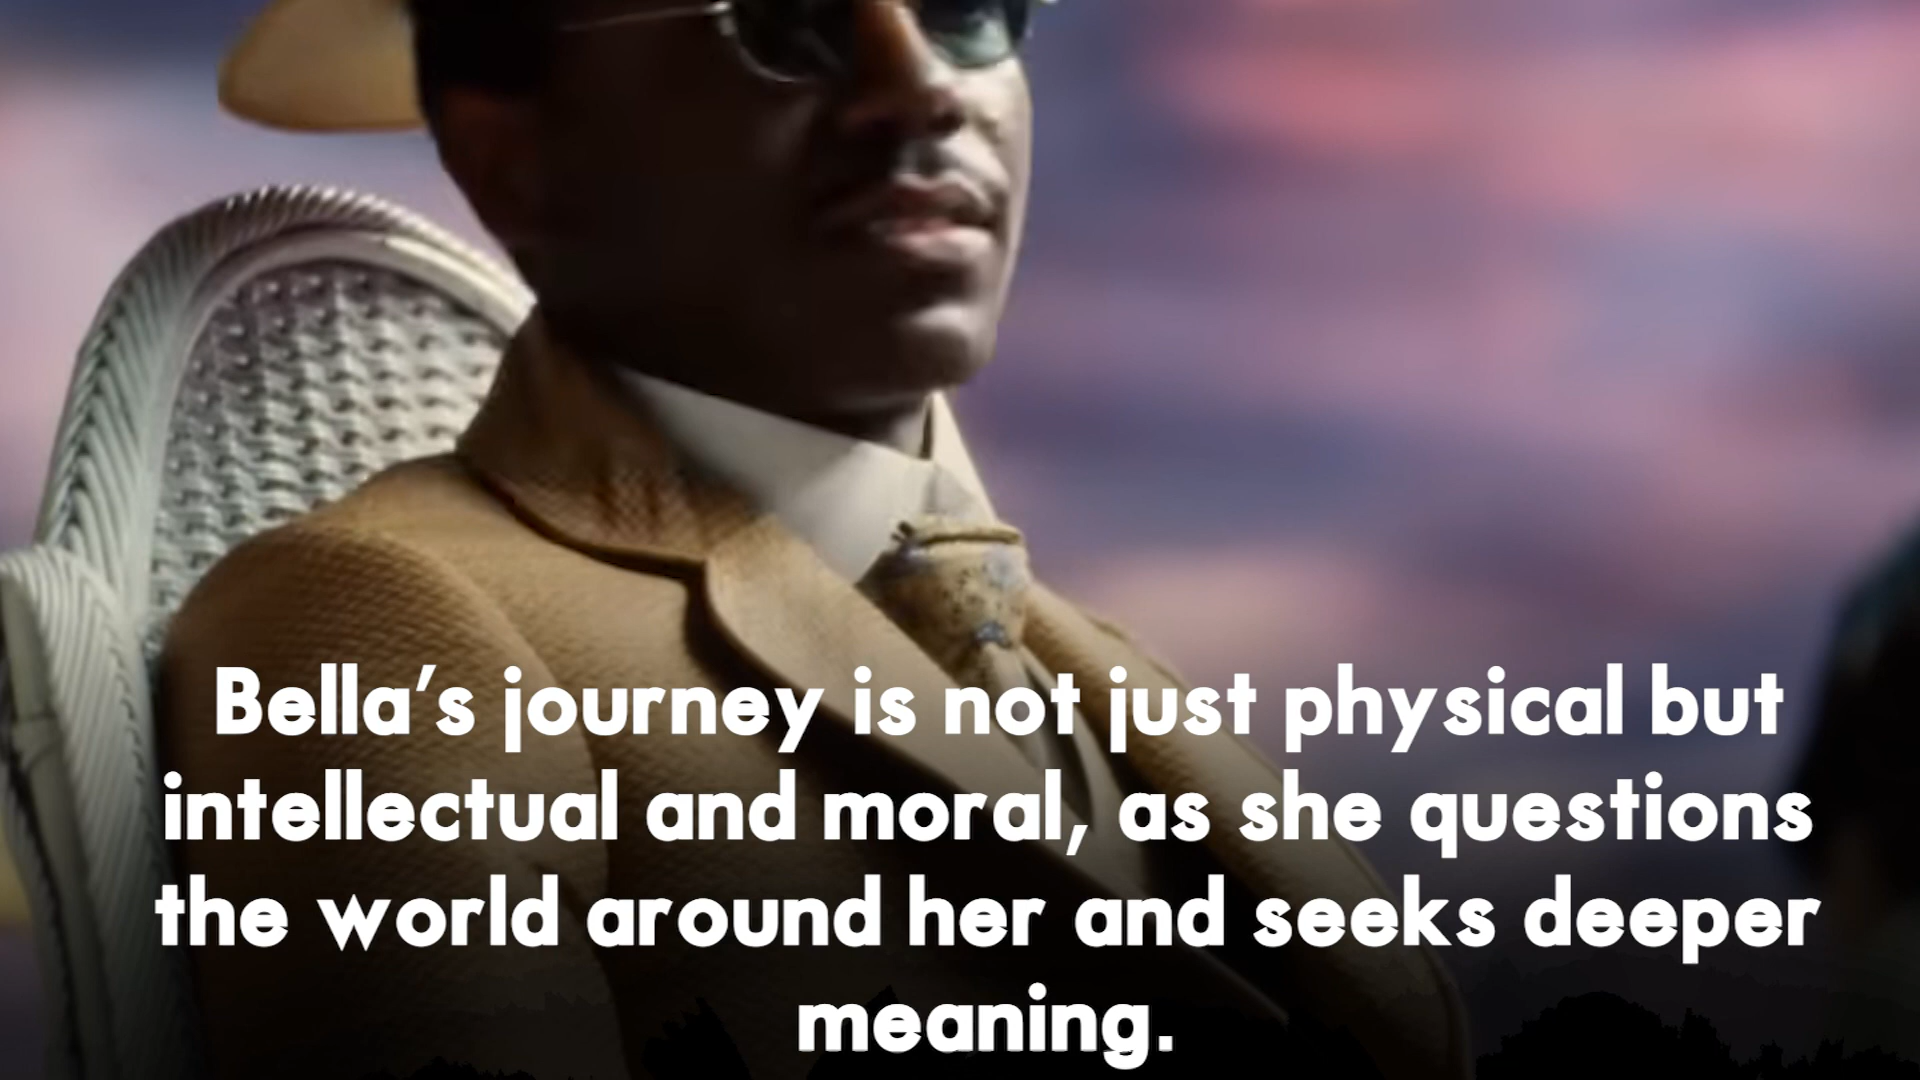 Bella’s journey is not just physical but
intellectual and moral, as she questions
the world around her and seeks deeper
meaning.